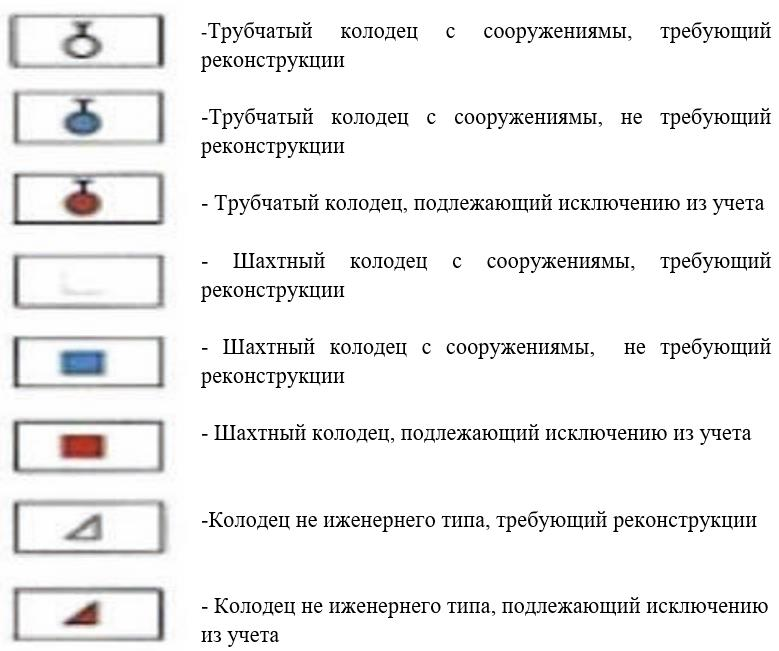 -Трубчатый колодец с сооружениямы, требующий
реконструкции
-Трубчатый колодец с сооружениямы, не требующий
реконструкции
- Трубчатый колодец, подлежающий исключению из учета
- Шахтный колодец с сооружениямы, требующий
реконструкции
- Шахтный колодец с сооружениямы, не требующий
реконструкции
- Шахтный колодец, подлежающий исключению из учета
-Колодец не иженернего типа, требующий реконструкции
- Колодец не иженернего типа, подлежающий исключению
из учета